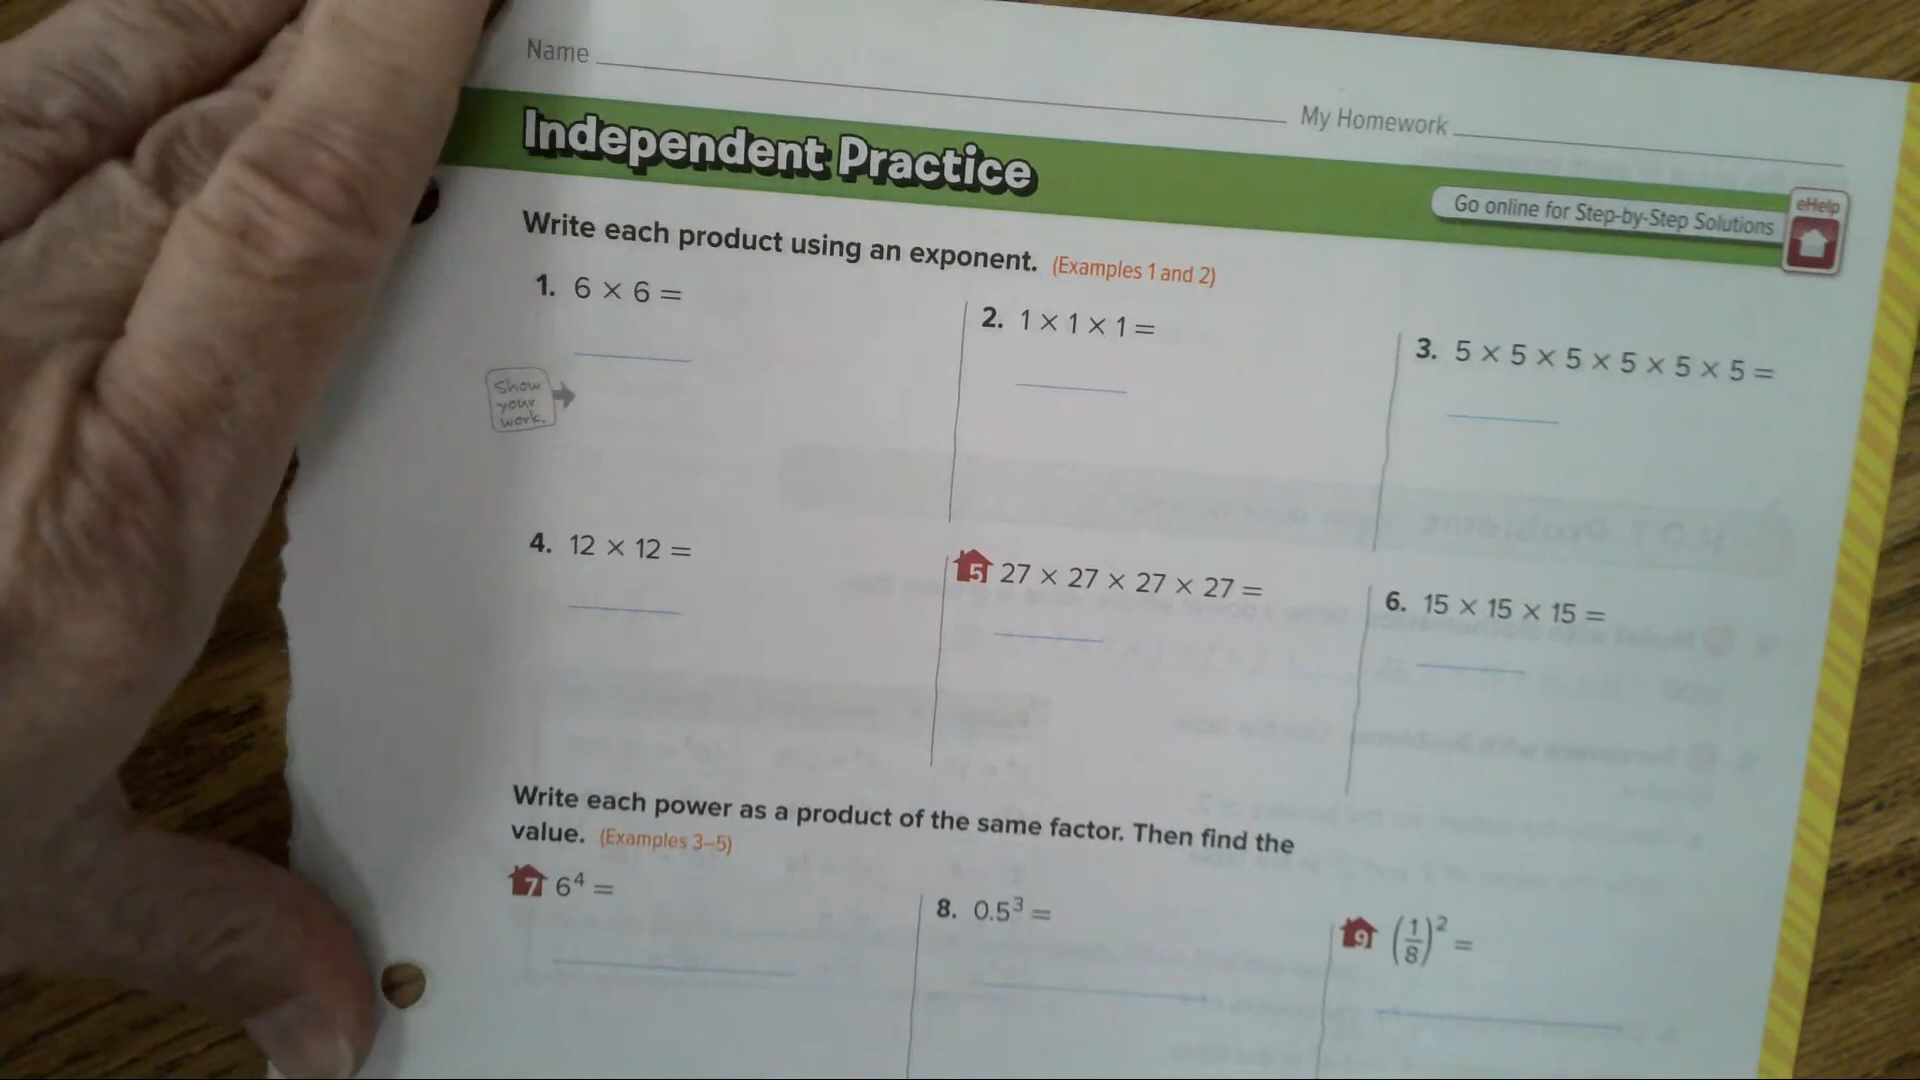 Name
My Homework
Independent Practice
Go online for Step-by-Step Solutions
eHelp
Write each product using an exponent. (Examples 1 and 2)
1. 6 × 6 =
2. 1 × 1 × 1 =
3. 5 × 5 × 5 × 5 × 5 × 5 =
Show
your
work.
4. 12 × 12 =
5 27 × 27 × 27 × 27 =
6. 15 × 15 × 15 =
Write each power as a product of the same factor. Then find the
value. (Examples 3–5)
7 6⁴ =
8. 0.5³ =
9 (1/8)² =